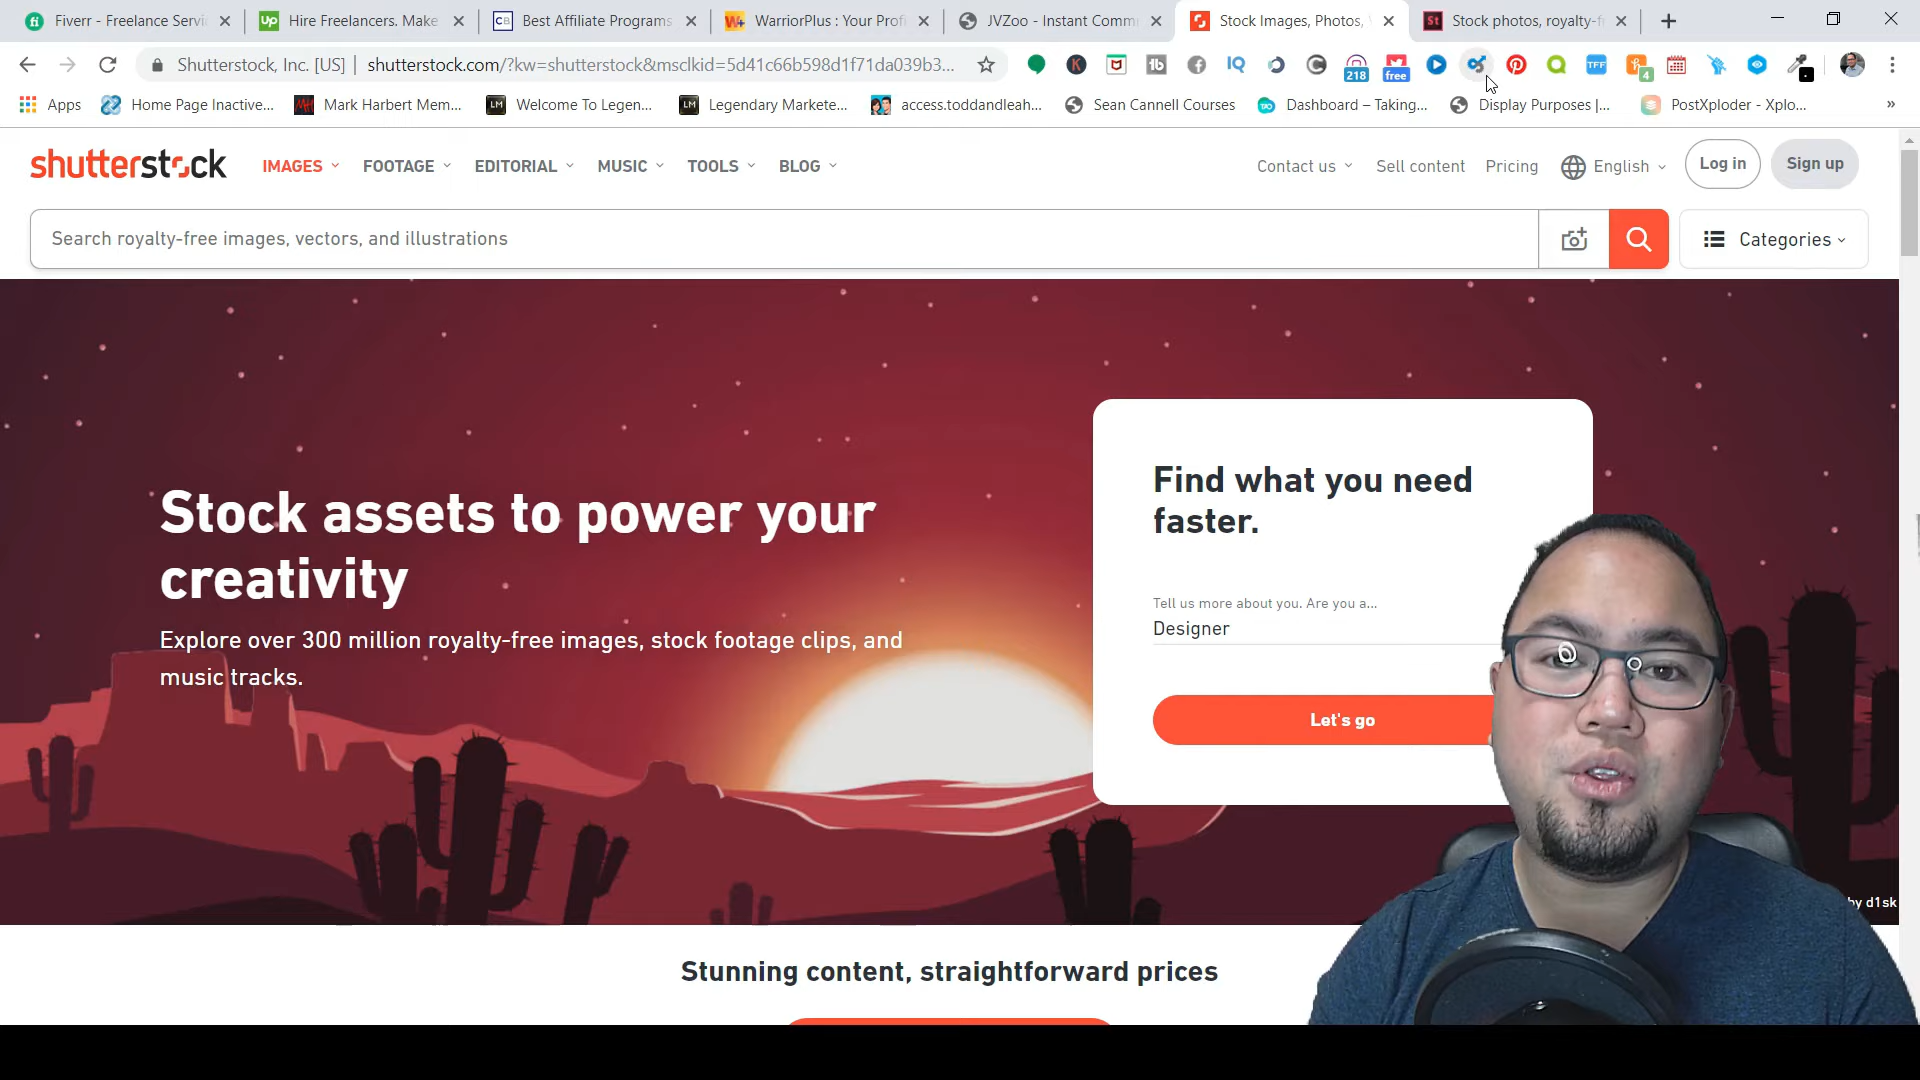 Fiverr - Freelance Servi
Hire Freelancers. Make
CB
Best Affiliate Programs
W+
WarriorPlus : Your Profi
JVZoo - Instant Comm
Stock Images, Photos, V
St
Stock photos, royalty-f
Shutterstock, Inc. [US]
shutterstock.com/?kw=shutterstock&msclkid=5d41c66b598d1f71da039b3...
218
free
TFF
4
Apps
Home Page Inactive...
Mark Harbert Mem...
Welcome To Legen...
Legendary Markete...
access.toddandleah...
Sean Cannell Courses
Dashboard – Taking...
Display Purposes |...
PostXploder - Xplo...
»
shutterstock
IMAGES
FOOTAGE
EDITORIAL
MUSIC
TOOLS
BLOG
Contact us
Sell content
Pricing
English
Log in
Sign up
Search royalty-free images, vectors, and illustrations
Categories
Stock assets to power your
creativity
Explore over 300 million royalty-free images, stock footage clips, and
music tracks.
Find what you need
faster.
Tell us more about you. Are you a...
Designer
Let's go
by d1sk
Stunning content, straightforward prices